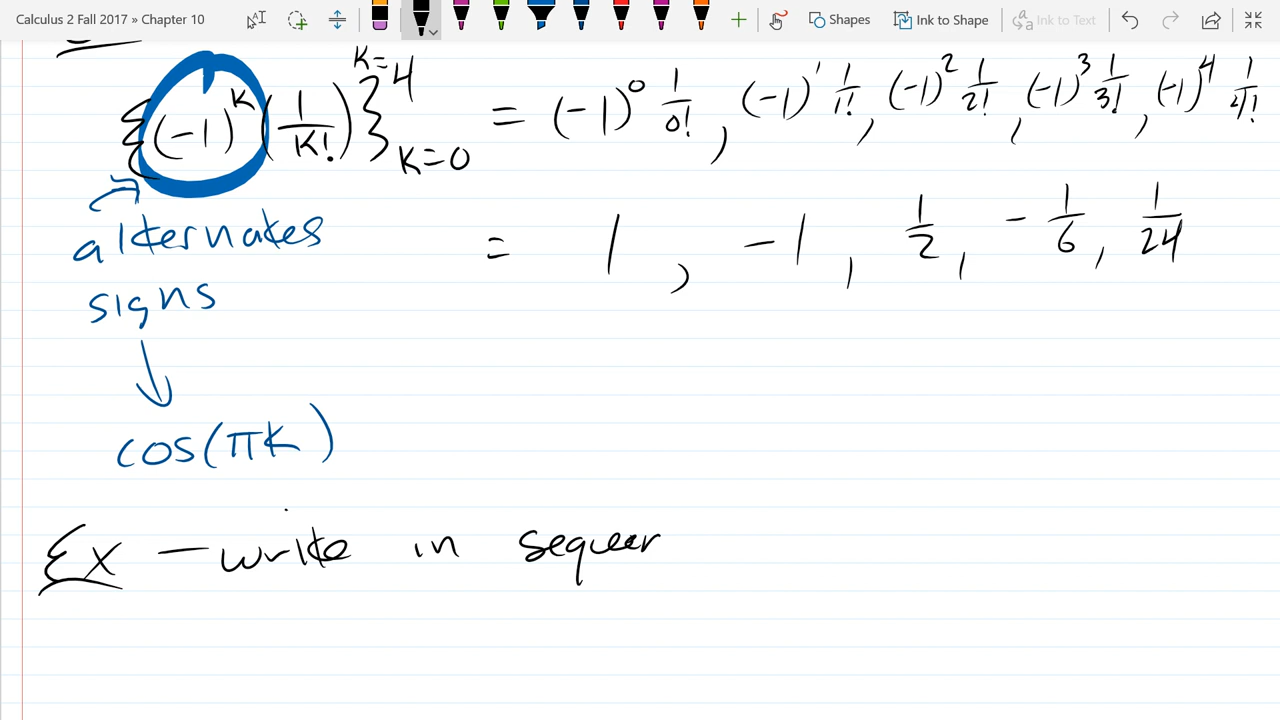 Calculus 2 Fall 2017 » Chapter 10
Shapes
Ink to Shape
Ink to Text
{(-1)^k (1/k!)}_{k=0}^{k=4} = (-1)^0 1/0!, (-1)^1 1/1!, (-1)^2 1/2!, (-1)^3 1/3!, (-1)^4 1/4!
= 1, -1, 1/2, -1/6, 1/24
alternates
signs
cos(πk)
Ex – write in